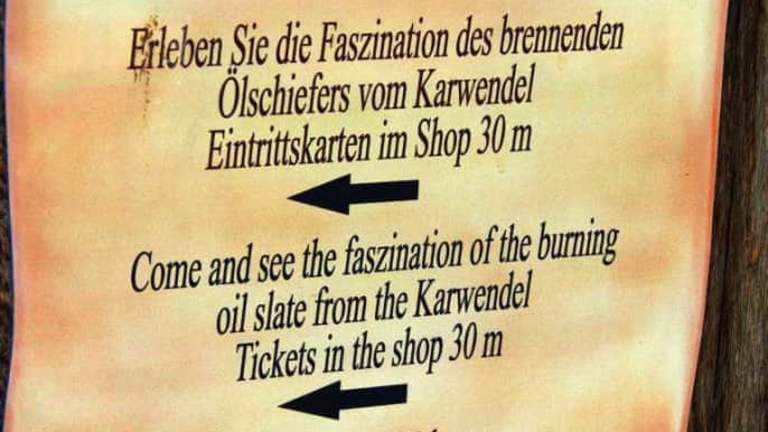 Erleben Sie die Faszination des brennenden
Ölschiefers vom Karwendel
Eintrittskarten im Shop 30 m
Come and see the faszination of the burning
oil slate from the Karwendel
Tickets in the shop 30 m